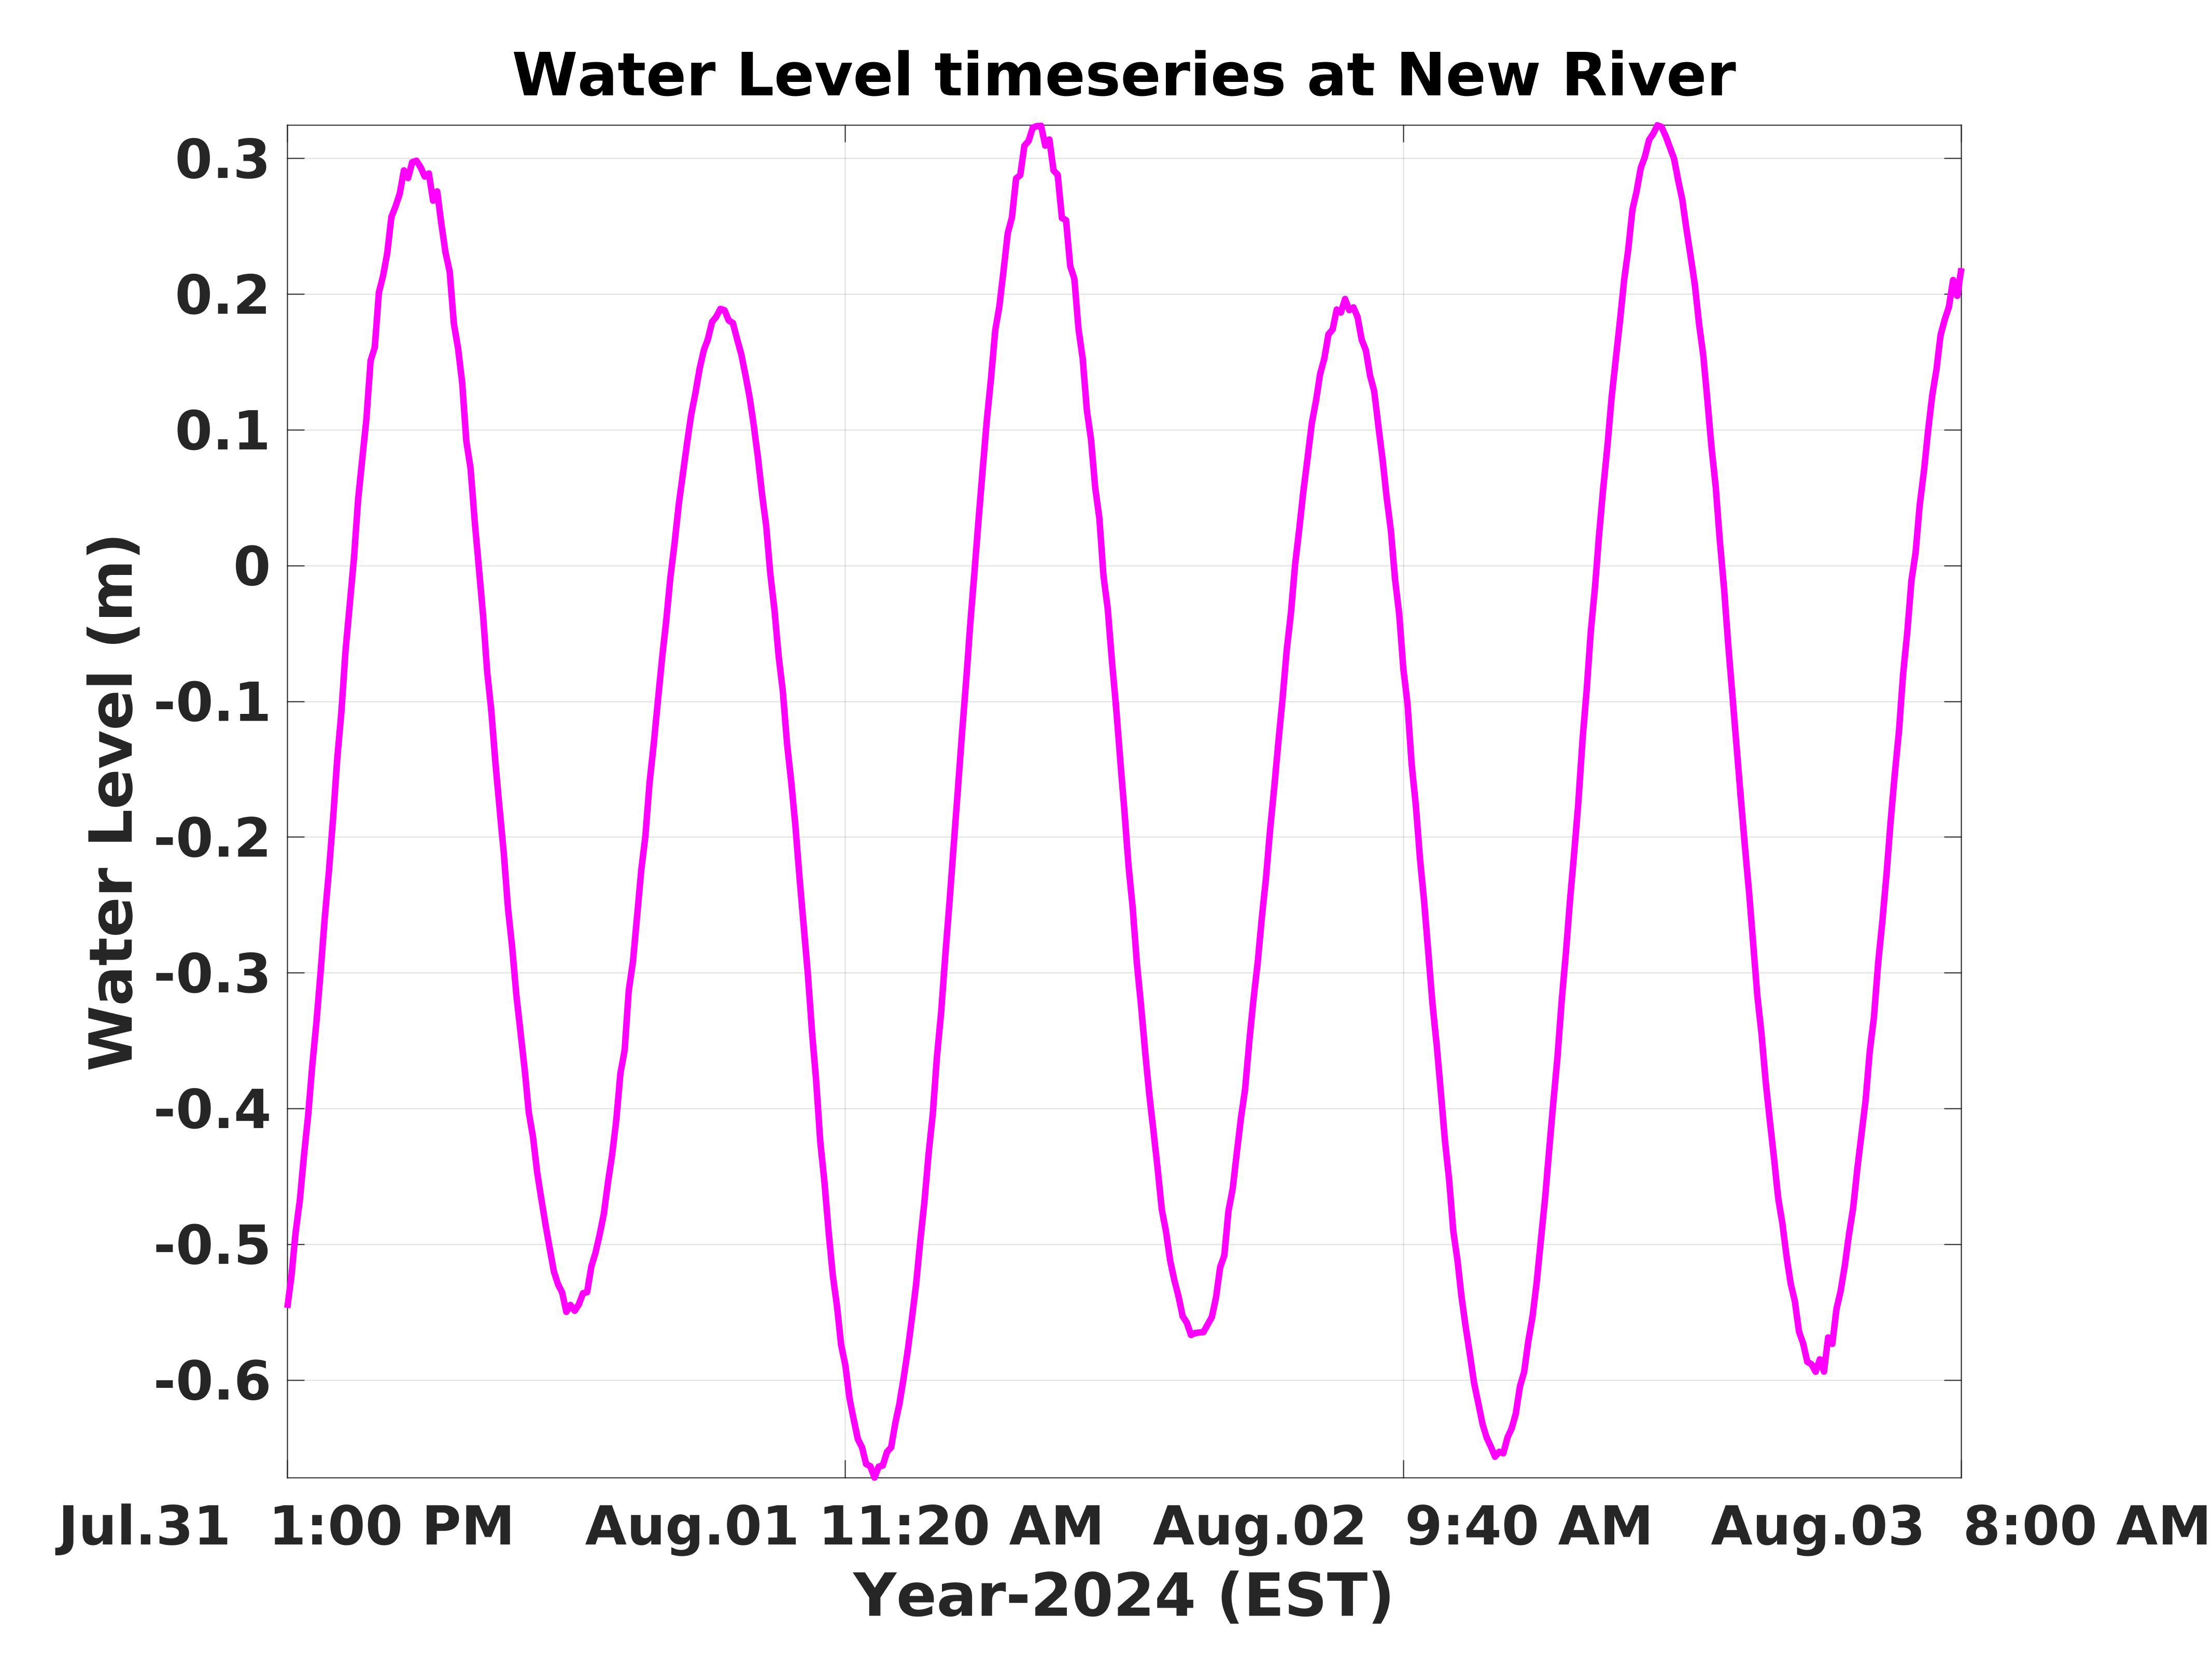 Water Level timeseries at New River
0.3
0.2
0.1
0
-0.1
-0.2
-0.3
-0.4
-0.5
-0.6
Water Level (m)
Jul.31 1:00 PM Aug.01 11:20 AM Aug.02 9:40 AM Aug.03 8:00 AM
Year-2024 (EST)